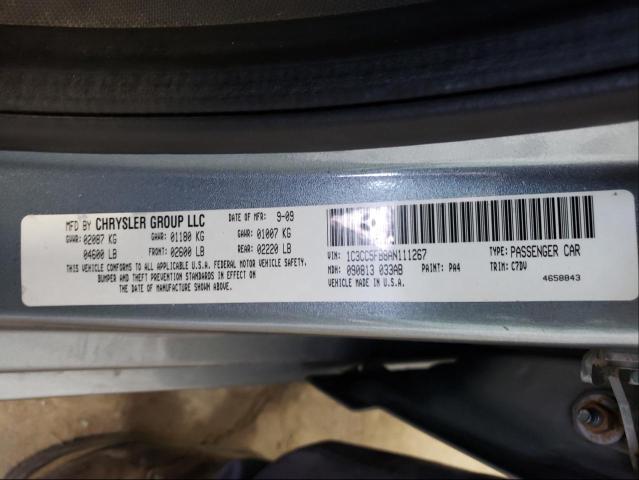 MFD BY CHRYSLER GROUP LLC DATE OF MFR: 9-09
GVWR: 02087 KG GAWR: 01180 KG GAWR: 01007 KG
04600 LB FRONT: 02600 LB REAR: 02220 LB
THIS VEHICLE CONFORMS TO ALL APPLICABLE U.S.A. FEDERAL MOTOR VEHICLE SAFETY,
BUMPER AND THEFT PREVENTION STANDARDS IN EFFECT ON
THE DATE OF MANUFACTURE SHOWN ABOVE.
VIN: 1C3CC5FB8AN111267 TYPE: PASSENGER CAR
MDH: 090813 033AB PAINT: PA4 TRIM: C7DV
VEHICLE MADE IN U.S.A. 4658843